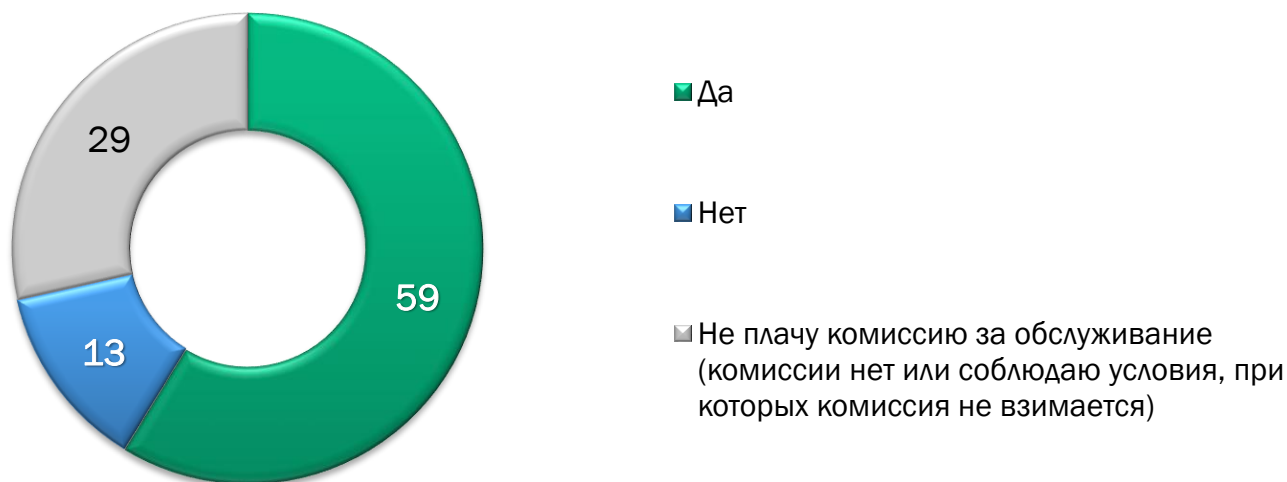 29
59
13
Да
Нет
Не плачу комиссию за обслуживание
(комиссии нет или соблюдаю условия, при
которых комиссия не взимается)